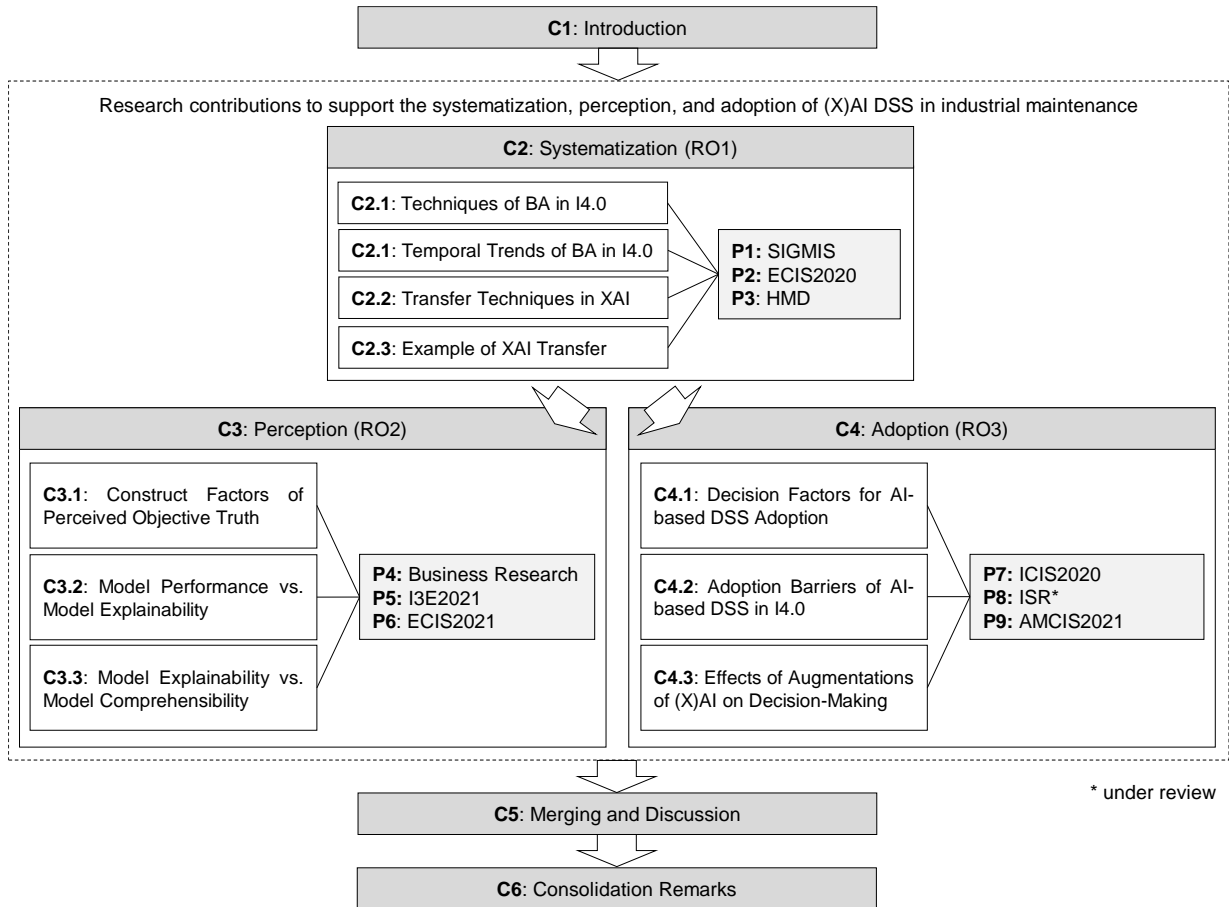 C1: Introduction
Research contributions to support the systematization, perception, and adoption of (X)AI DSS in industrial maintenance
C2: Systematization (RO1)
C2.1: Techniques of BA in I4.0
C2.1: Temporal Trends of BA in I4.0
C2.2: Transfer Techniques in XAI
C2.3: Example of XAI Transfer
P1: SIGMIS
P2: ECIS2020
P3: HMD
C3: Perception (RO2)
C3.1: Construct Factors of
Perceived Objective Truth
C3.2: Model Performance vs.
Model Explainability
C3.3: Model Explainability vs.
Model Comprehensibility
P4: Business Research
P5: I3E2021
P6: ECIS2021
C4: Adoption (RO3)
C4.1: Decision Factors for AI-
based DSS Adoption
C4.2: Adoption Barriers of AI-
based DSS in I4.0
C4.3: Effects of Augmentations
of (X)AI on Decision-Making
P7: ICIS2020
P8: ISR*
P9: AMCIS2021
* under review
C5: Merging and Discussion
C6: Consolidation Remarks